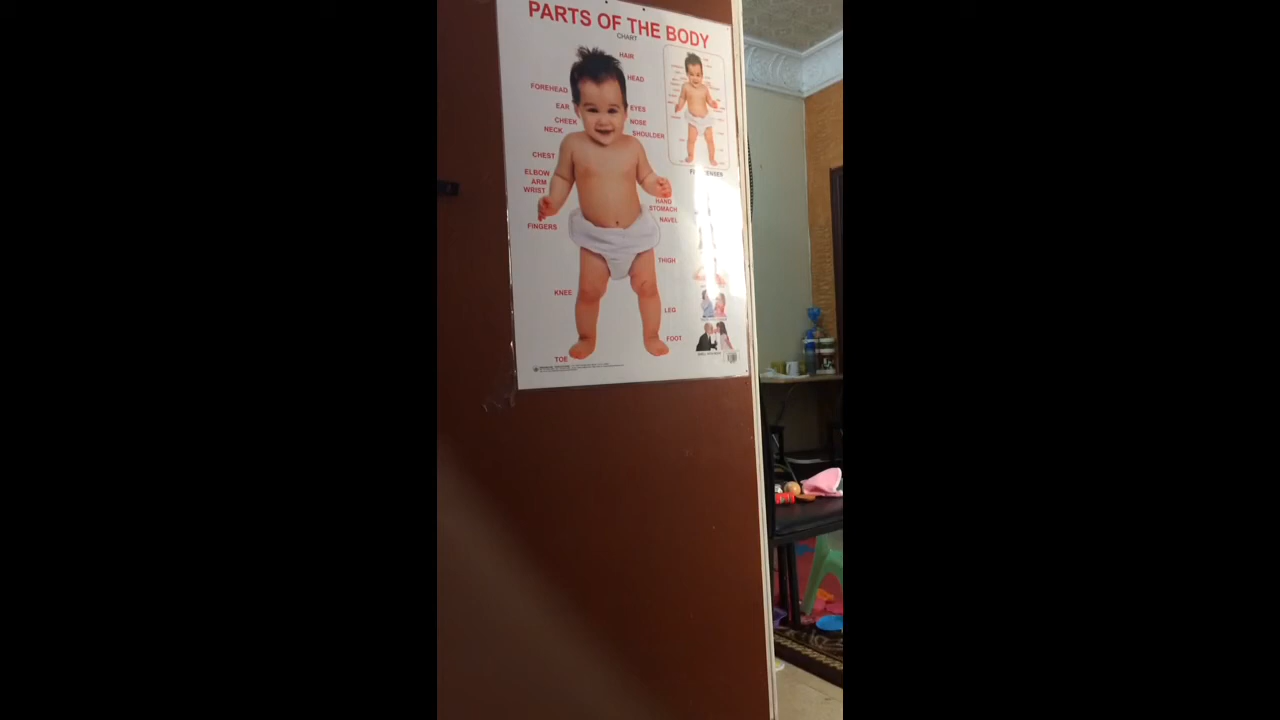 PARTS OF THE BODY
CHART
HAIR
HEAD
FOREHEAD
EAR
EYES
CHEEK
NOSE
NECK
SHOULDER
CHEST
ELBOW
ARM
WRIST
HAND
STOMACH
NAVEL
FINGERS
THIGH
KNEE
LEG
FOOT
TOE